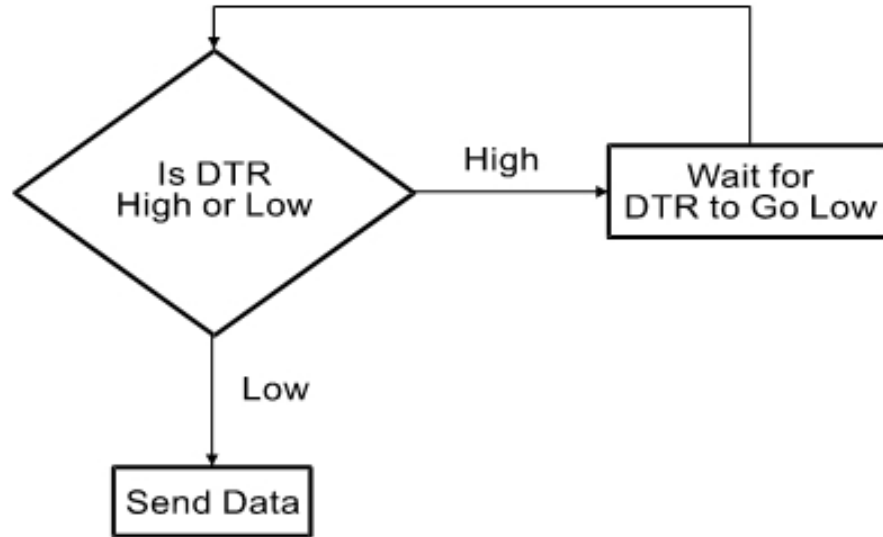 Is DTR
High or Low
High
Wait for
DTR to Go Low
Low
Send Data